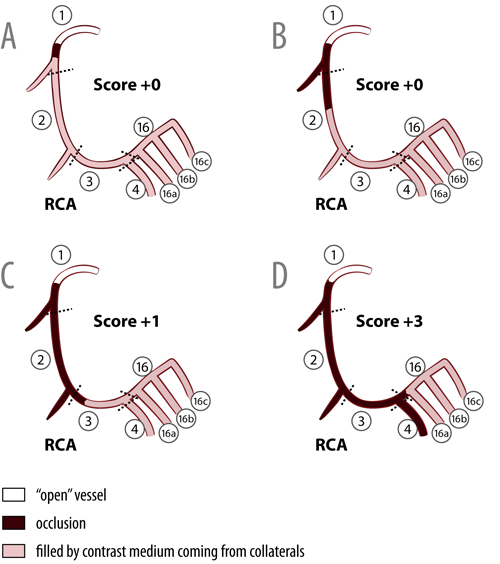 A
1
Score +0
2
16
16c
16b
3
4
16a
RCA
B
1
Score +0
2
16
16c
16b
3
4
16a
RCA
C
1
Score +1
2
16
16c
16b
3
4
16a
RCA
D
1
Score +3
2
16
16c
16b
3
4
16a
RCA
“open” vessel
occlusion
filled by contrast medium coming from collaterals